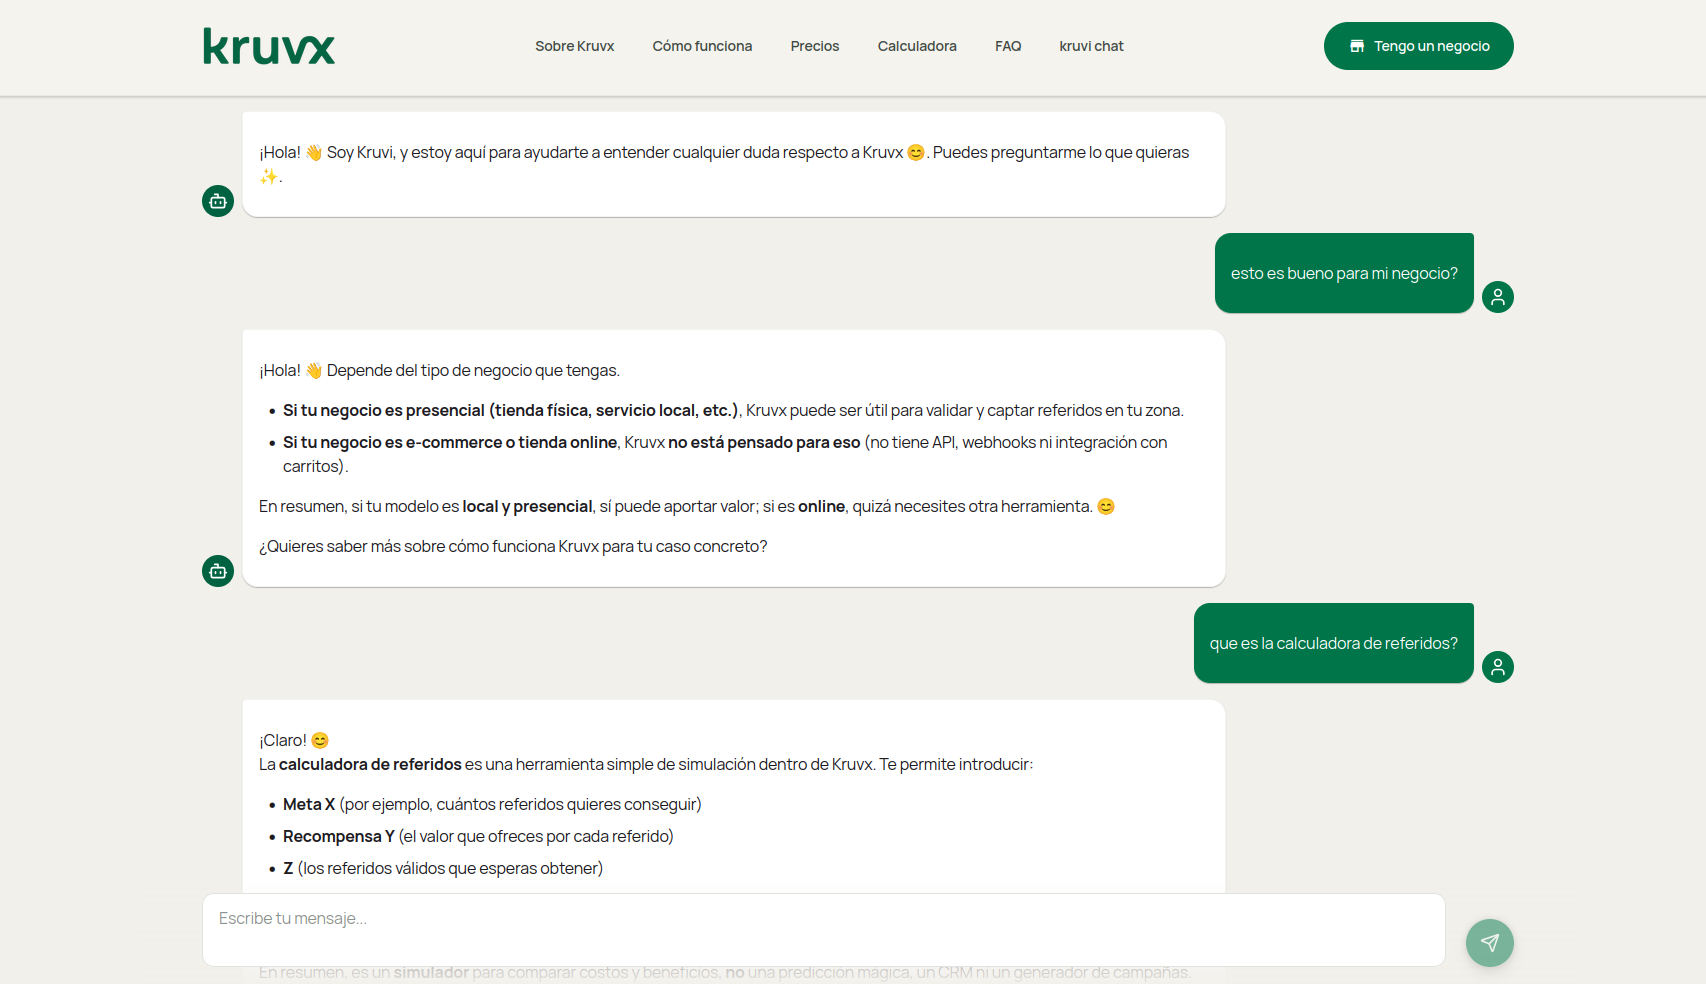 kruvx
Sobre Kruvx
Cómo funciona
Precios
Calculadora
FAQ
kruvi chat
Tengo un negocio
¡Hola! 👋 Soy Kruvi, y estoy aquí para ayudarte a entender cualquier duda respecto a Kruvx 😊. Puedes preguntarme lo que quieras
✨.
esto es bueno para mi negocio?
¡Hola! 👋 Depende del tipo de negocio que tengas.
• Si tu negocio es presencial (tienda física, servicio local, etc.), Kruvx puede ser útil para validar y captar referidos en tu zona.
• Si tu negocio es e-commerce o tienda online, Kruvx no está pensado para eso (no tiene API, webhooks ni integración con
carritos).
En resumen, si tu modelo es local y presencial, sí puede aportar valor; si es online, quizá necesites otra herramienta. 😊
¿Quieres saber más sobre cómo funciona Kruvx para tu caso concreto?
que es la calculadora de referidos?
¡Claro! 😊
La calculadora de referidos es una herramienta simple de simulación dentro de Kruvx. Te permite introducir:
• Meta X (por ejemplo, cuántos referidos quieres conseguir)
• Recompensa Y (el valor que ofreces por cada referido)
• Z (los referidos válidos que esperas obtener)
Escribe tu mensaje...
En resumen, es un simulador para comparar costos y beneficios, no una predicción mágica, un CRM ni un generador de campañas.